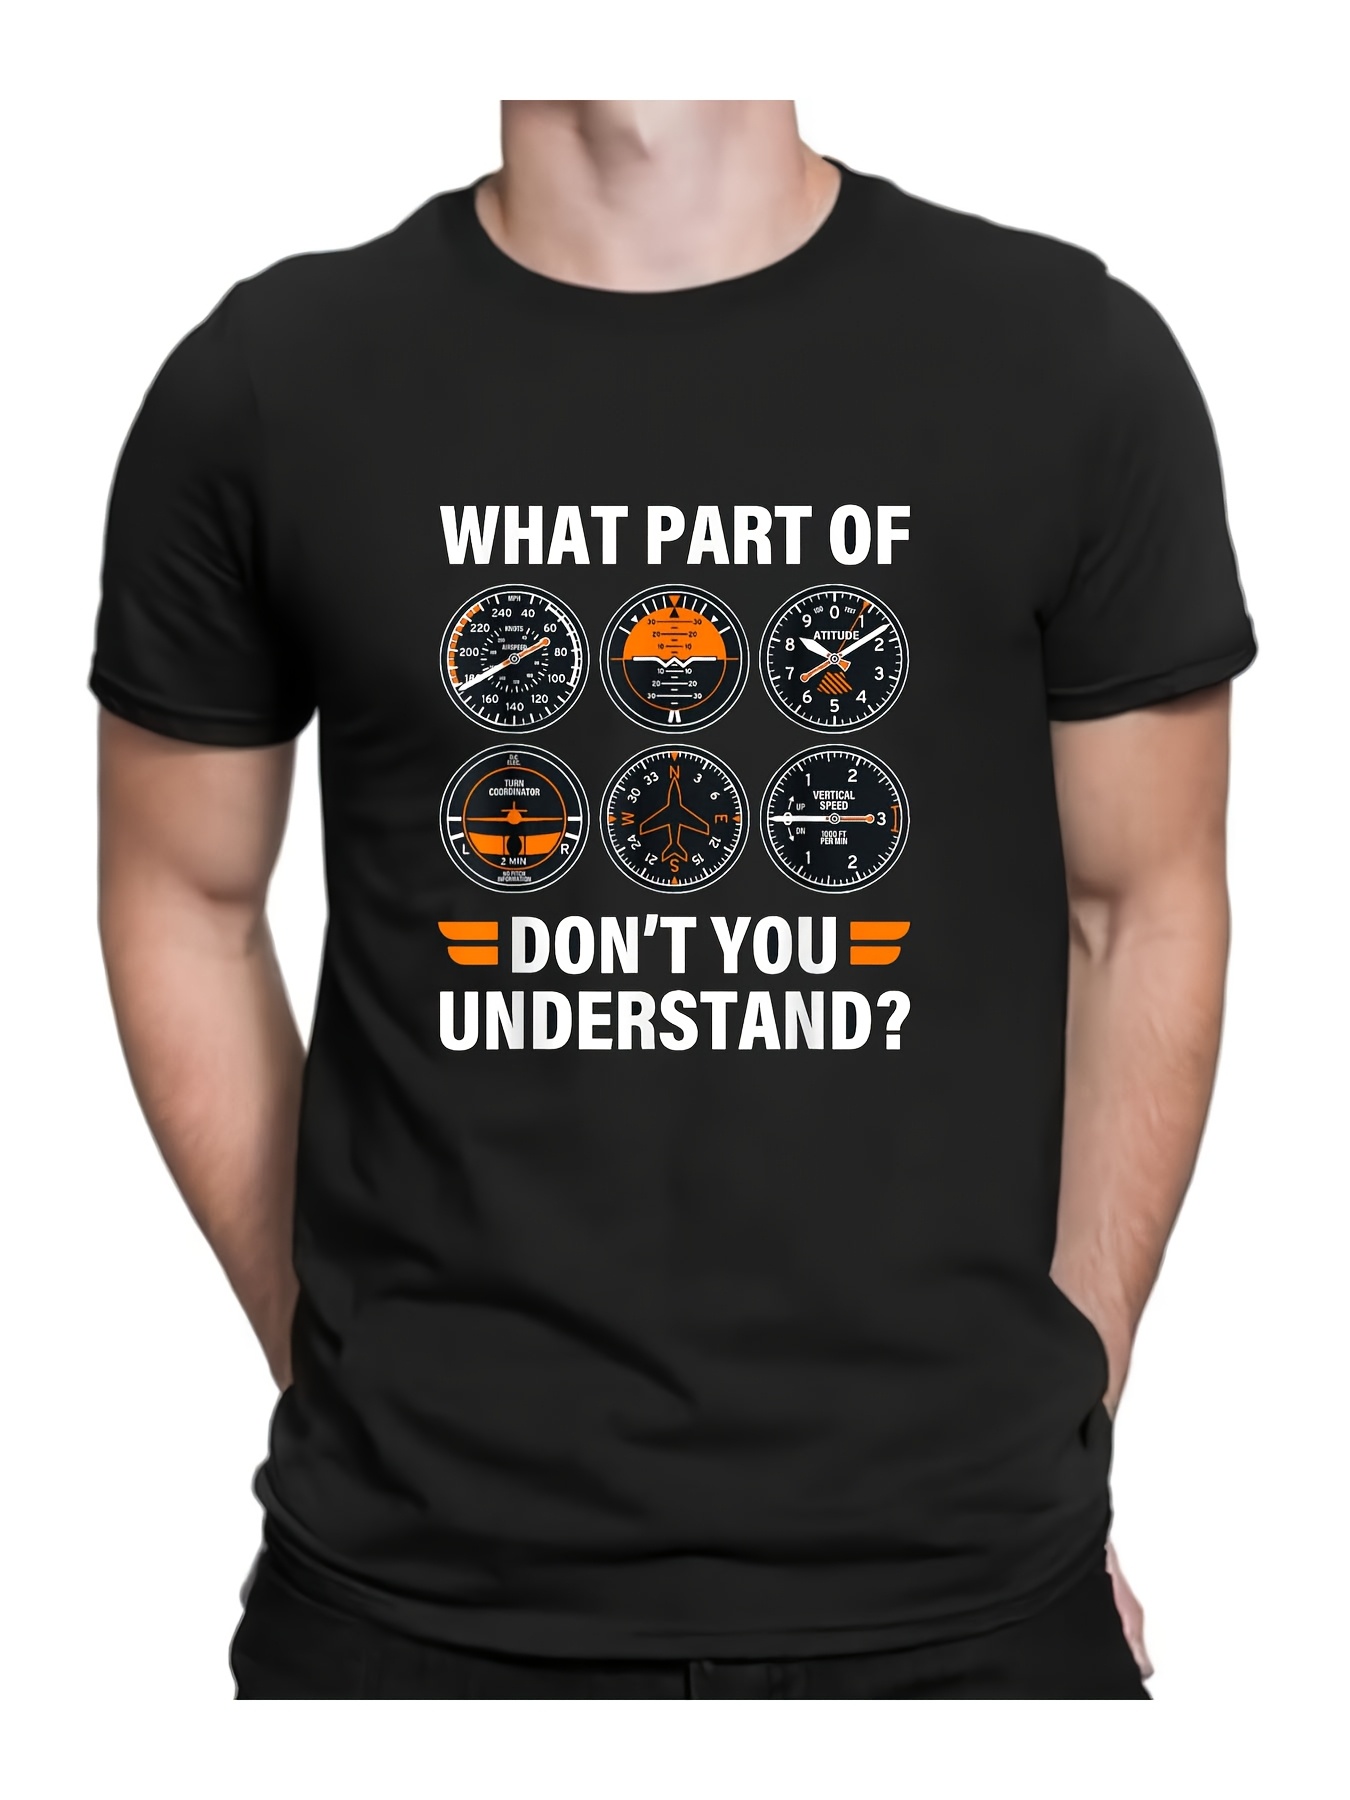 WHAT PART OF
MPH
240 40
220 KNOTS 60
AIRSPEED
200 80
100
160 120
140
30 30
20 20
10 10
10 10
20 20
30 30
100 FEET
9 0 1
ATITUDE
8 2
7 3
6 4
5
D.C.
ELEC.
TURN
COORDINATOR
L R
2 MIN
NO PITCH
INFORMATION
33 N 3
30 6
W E
24 12
21 S 15
1 2
VERTICAL
SPEED
UP
0 3
DN 1000 FT
PER MIN
1 2
DON'T YOU
UNDERSTAND?